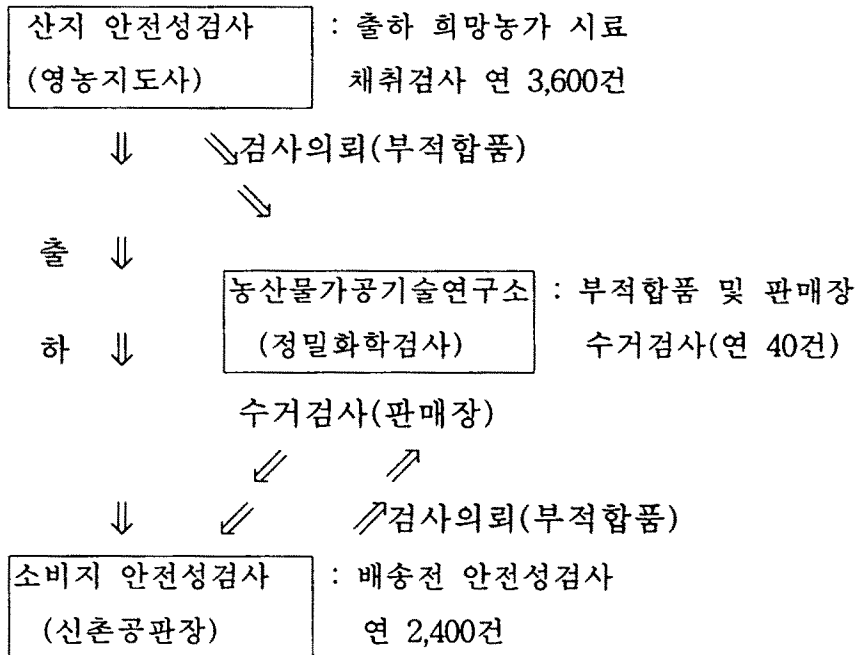 산지 안전성검사 : 출하 희망농가 시료
(영농지도사) 채취검사 연 3,600건
⇓ ⇘검사의뢰(부적합품)
⇘
출 ⇓
농산물가공기술연구소 : 부적합품 및 판매장
하 ⇓ (정밀화학검사) 수거검사(연 40건)
수거검사(판매장)
⇙ ⇗
⇓ ⇙ ⇗검사의뢰(부적합품)
소비지 안전성검사 : 배송전 안전성검사
(신촌공판장) 연 2,400건